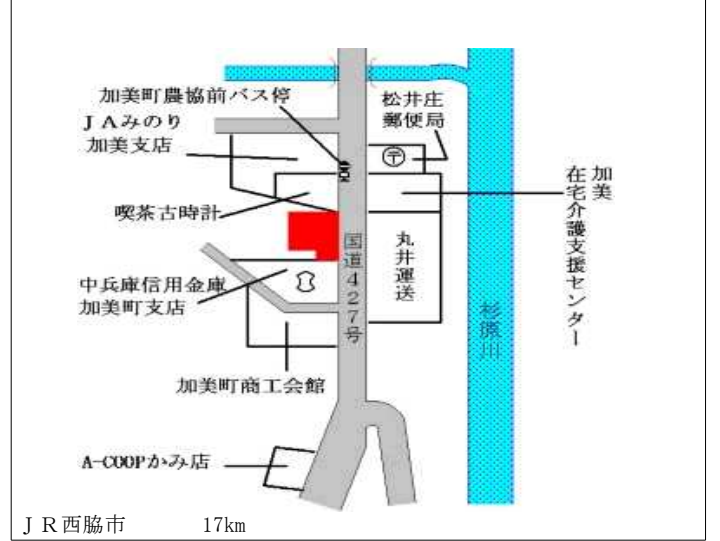 加美町農協前バス停
ＪＡみのり
加美支店
松井庄
郵便局
〒
喫茶古時計
加美
在宅介護支援センター
国道427号
丸井運送
杉原川
中兵庫信用金庫
加美町支店
加美町商工会館
A-COOPかみ店
ＪＲ西脇市 17km